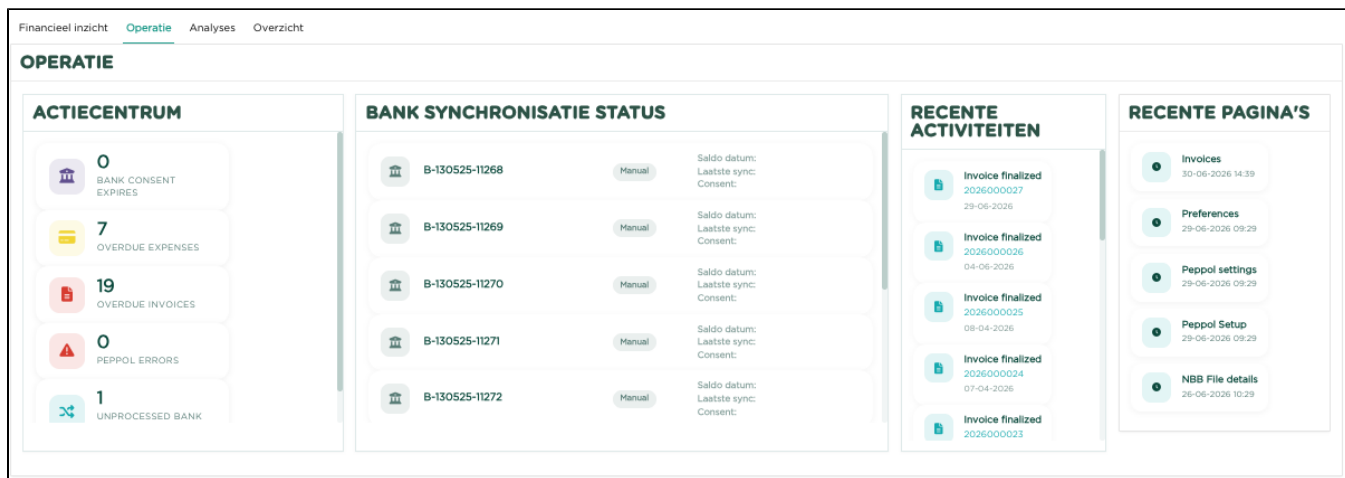 Financieel inzicht Operatie Analyses Overzicht
OPERATIE
ACTIECENTRUM
0
BANK CONSENT
EXPIRES
7
OVERDUE EXPENSES
19
OVERDUE INVOICES
0
PEPPOL ERRORS
1
UNPROCESSED BANK
BANK SYNCHRONISATIE STATUS
B-130525-11268 Manual
Saldo datum:
Laatste sync:
Consent:
B-130525-11269 Manual
Saldo datum:
Laatste sync:
Consent:
B-130525-11270 Manual
Saldo datum:
Laatste sync:
Consent:
B-130525-11271 Manual
Saldo datum:
Laatste sync:
Consent:
B-130525-11272 Manual
Saldo datum:
Laatste sync:
Consent:
RECENTE
ACTIVITEITEN
Invoice finalized
2026000027
29-06-2026
Invoice finalized
2026000026
04-06-2026
Invoice finalized
2026000025
08-04-2026
Invoice finalized
2026000024
07-04-2026
Invoice finalized
2026000023
RECENTE PAGINA'S
Invoices
30-06-2026 14:39
Preferences
29-06-2026 09:29
Peppol settings
29-06-2026 09:29
Peppol Setup
29-06-2026 09:29
NBB File details
26-06-2026 10:29